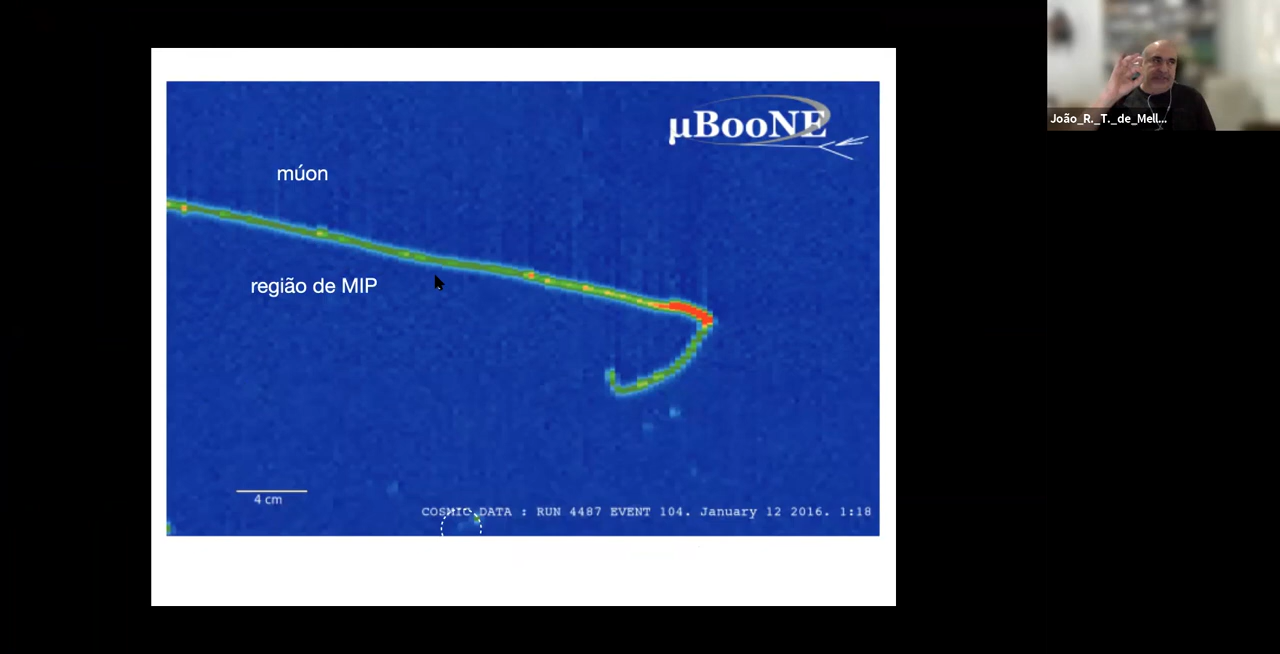 µBooNE
João_R._T._de_Mell...
múon
região de MIP
4 cm
COSMIC DATA : RUN 4487 EVENT 104. January 12 2016. 1:18